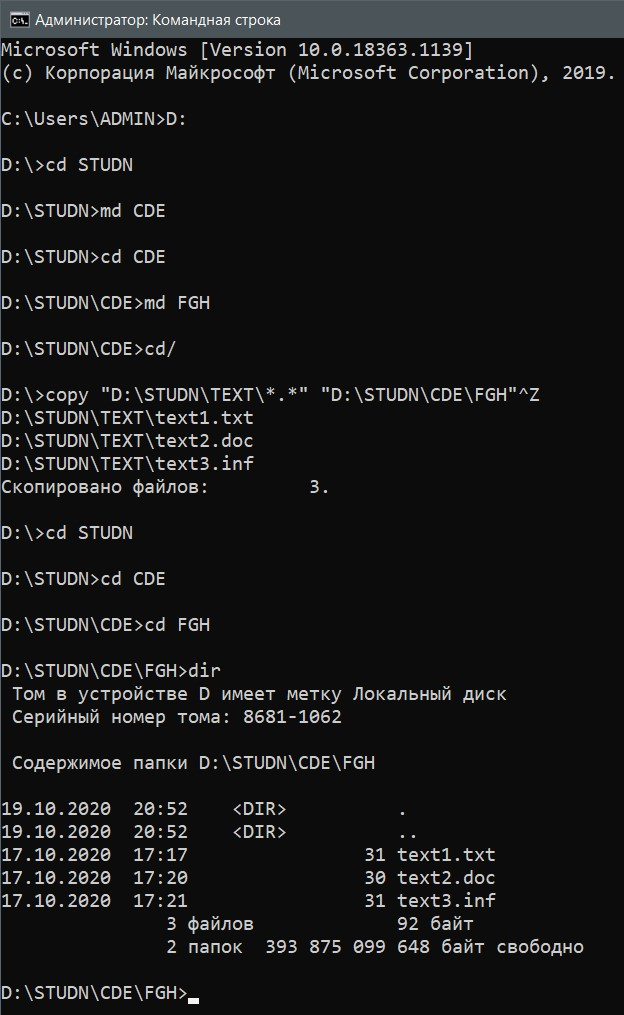 Администратор: Командная строка
Microsoft Windows [Version 10.0.18363.1139]
(c) Корпорация Майкрософт (Microsoft Corporation), 2019.
C:\Users\ADMIN>D:
D:\>cd STUDN
D:\STUDN>md CDE
D:\STUDN>cd CDE
D:\STUDN\CDE>md FGH
D:\STUDN\CDE>cd/
D:\>copy "D:\STUDN\TEXT\*.*" "D:\STUDN\CDE\FGH"^Z
D:\STUDN\TEXT\text1.txt
D:\STUDN\TEXT\text2.doc
D:\STUDN\TEXT\text3.inf
Скопировано файлов:         3.
D:\>cd STUDN
D:\STUDN>cd CDE
D:\STUDN\CDE>cd FGH
D:\STUDN\CDE\FGH>dir
 Том в устройстве D имеет метку Локальный диск
 Серийный номер тома: 8681-1062
 Содержимое папки D:\STUDN\CDE\FGH
19.10.2020  20:52    <DIR>          .
19.10.2020  20:52    <DIR>          ..
17.10.2020  17:17                31 text1.txt
17.10.2020  17:20                30 text2.doc
17.10.2020  17:21                31 text3.inf
               3 файлов             92 байт
               2 папок  393 875 099 648 байт свободно
D:\STUDN\CDE\FGH>